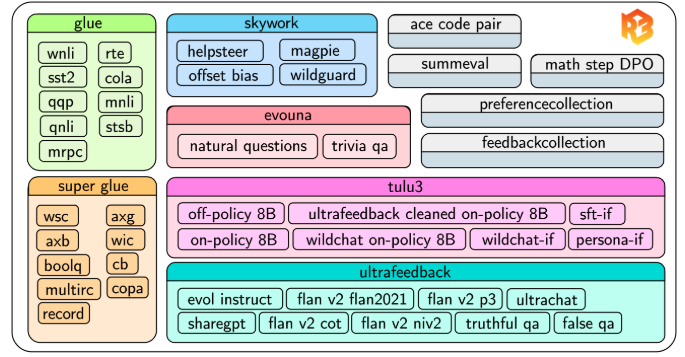 glue
wnli rte
sst2 cola
qqp mnli
qnli stsb
mrpc
skywork
helpsteer magpie
offset bias wildguard
ace code pair
summeval
math step DPO
preferencecollection
feedbackcollection
R3
evouna
natural questions trivia qa
super glue
wsc axg
axb wic
boolq cb
multirc copa
record
tulu3
off-policy 8B ultrafeedback cleaned on-policy 8B sft-if
on-policy 8B wildchat on-policy 8B wildchat-if persona-if
ultrafeedback
evol instruct flan v2 flan2021 flan v2 p3 ultrachat
sharegpt flan v2 cot flan v2 niv2 truthful qa false qa